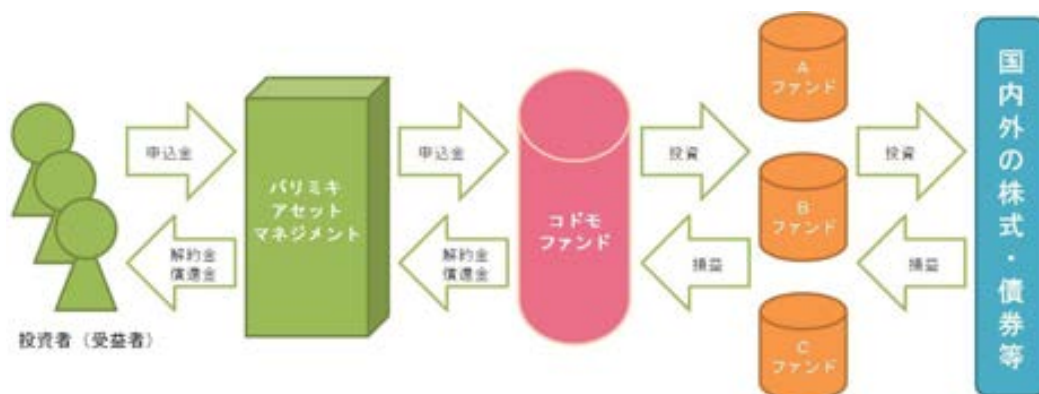 申込金
解約金
償還金
投資者（受益者）
パリミキ
アセット
マネジメント
申込金
解約金
償還金
コドモ
ファンド
投資
損益
A
ファンド
B
ファンド
C
ファンド
投資
損益
国内外の株式・債券等